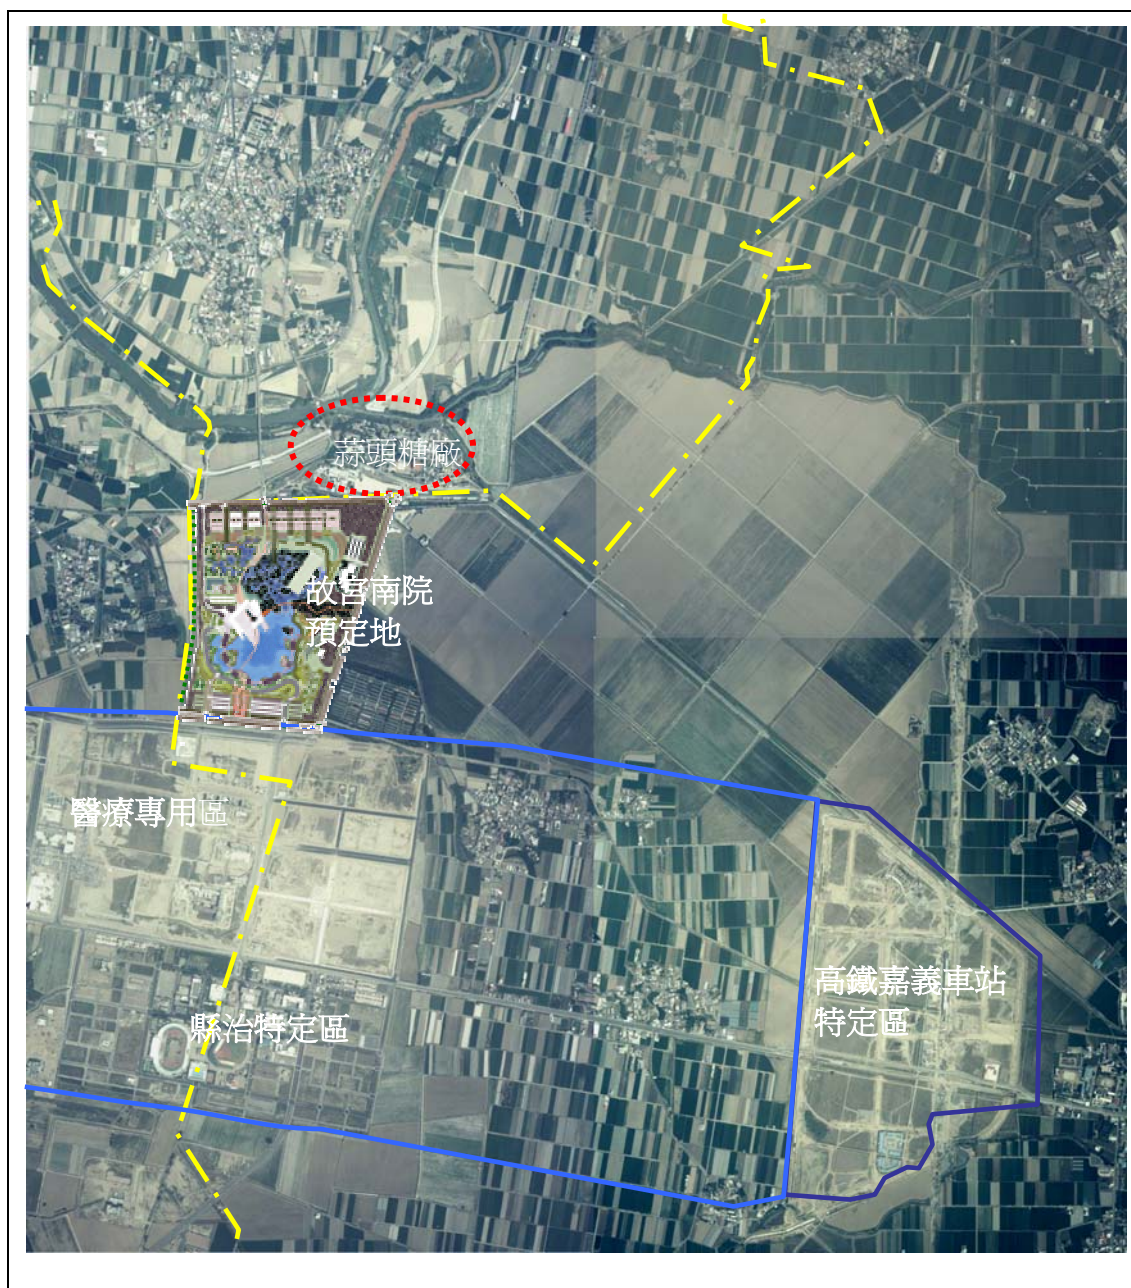 蒜頭糖廠
故宮南院
預定地
醫療專用區
高鐵嘉義車站
特定區
縣治特定區